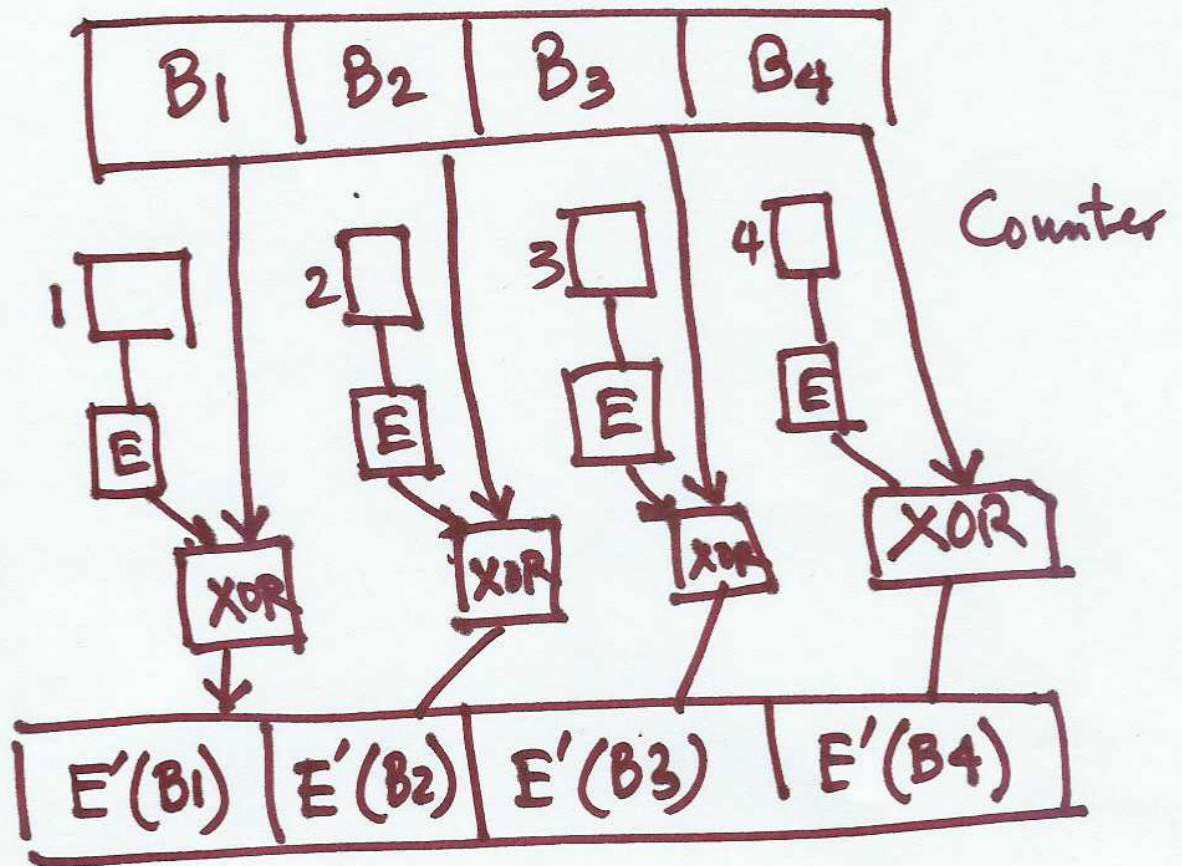 B1 B2 B3 B4
Counter
1 2 3 4
E E E E
XOR XOR XOR XOR
E'(B1) E'(B2) E'(B3) E'(B4)